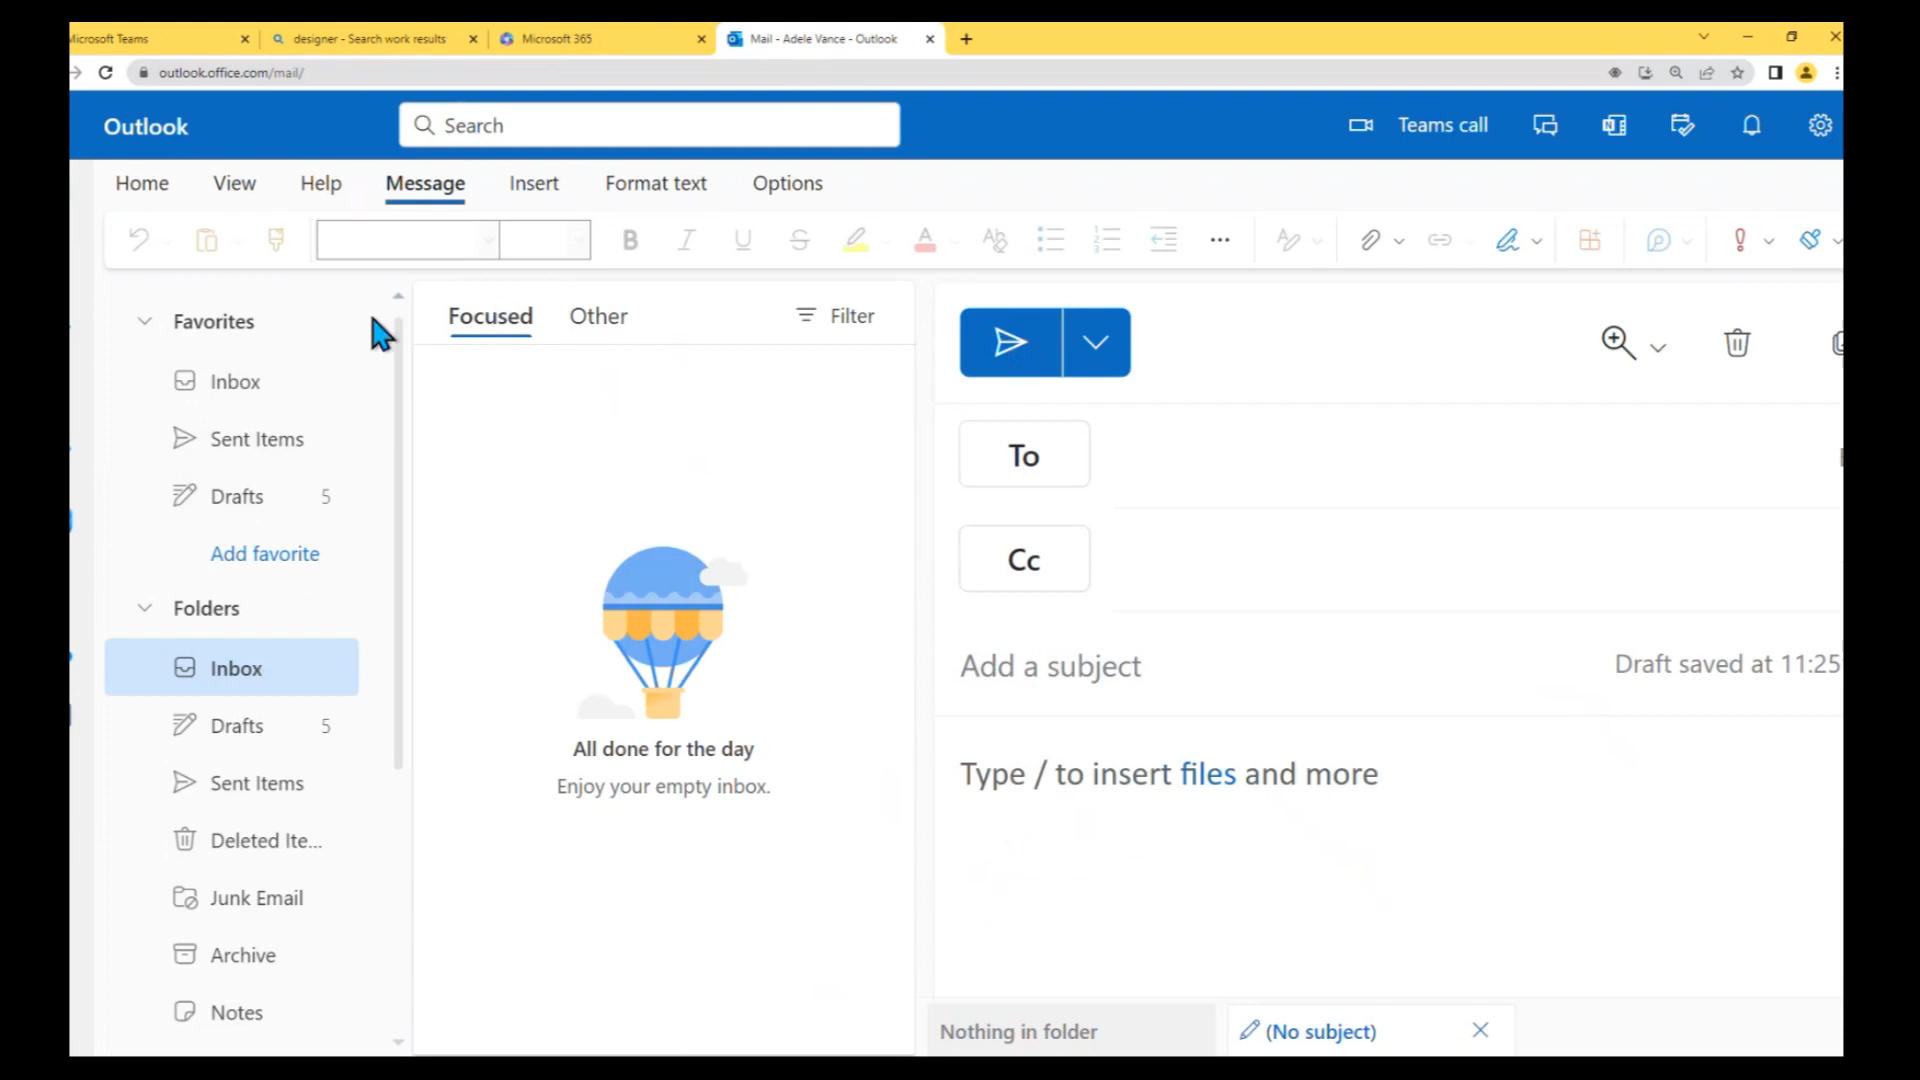 Microsoft Teams
designer - Search work results
Microsoft 365
Mail - Adele Vance - Outlook
outlook.office.com/mail/
Outlook
Search
Teams call
Home
View
Help
Message
Insert
Format text
Options
Favorites
Inbox
Sent Items
Drafts 5
Add favorite
Folders
Inbox
Drafts 5
Sent Items
Deleted Ite...
Junk Email
Archive
Notes
Focused
Other
Filter
All done for the day
Enjoy your empty inbox.
To
Cc
Add a subject
Draft saved at 11:25
Type / to insert files and more
Nothing in folder
(No subject)